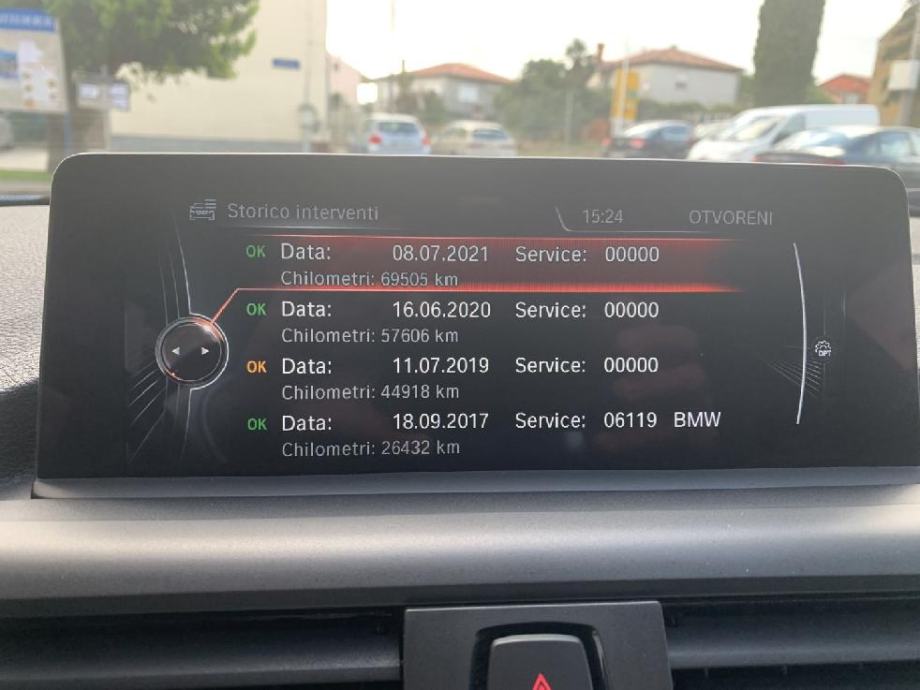 Storico interventi 15:24 OTVORENI
OK Data: 08.07.2021 Service: 00000
Chilometri: 69505 km
OK Data: 16.06.2020 Service: 00000
Chilometri: 57606 km
OK Data: 11.07.2019 Service: 00000
Chilometri: 44918 km
OK Data: 18.09.2017 Service: 06119 BMW
Chilometri: 26432 km